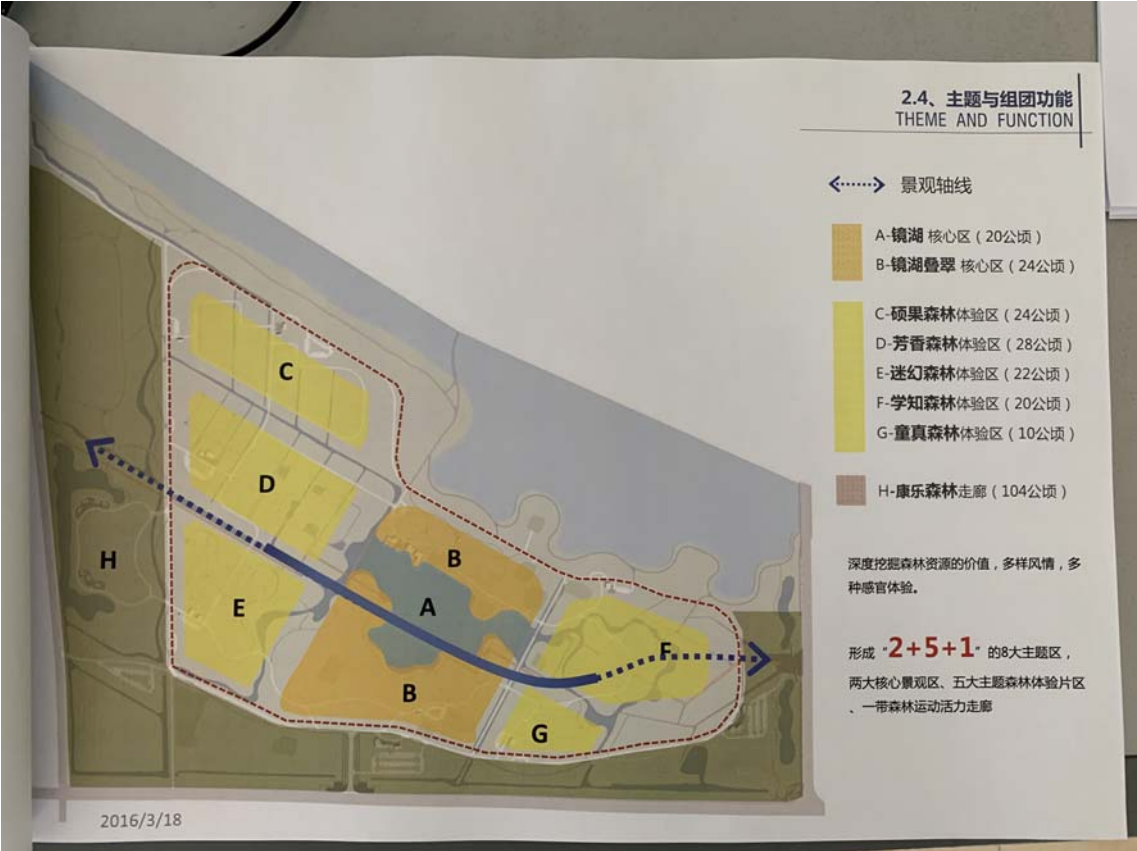 2.4、主题与组团功能
THEME AND FUNCTION
景观轴线
A-镜湖 核心区（20公顷）
B-镜湖叠翠 核心区（24公顷）
C-硕果森林体验区（24公顷）
D-芳香森林体验区（28公顷）
E-迷幻森林体验区（22公顷）
F-学知森林体验区（20公顷）
G-童真森林体验区（10公顷）
H-康乐森林走廊（104公顷）
深度挖掘森林资源的价值，多样风情，多
种感官体验。
形成“2+5+1”的8大主题区，
两大核心景观区、五大主题森林体验片区
、一带森林运动活力走廊
C
D
B
H
A
E
F
B
G
2016/3/18